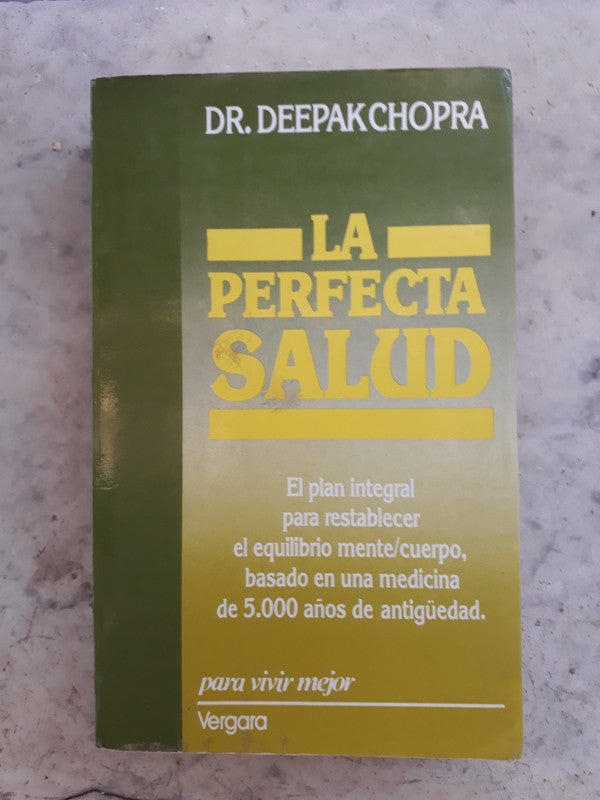 DR. DEEPAK CHOPRA
LA
PERFECTA
SALUD
El plan integral
para restablecer
el equilibrio mente/cuerpo,
basado en una medicina
de 5.000 años de antigüedad.
para vivir mejor
Vergara